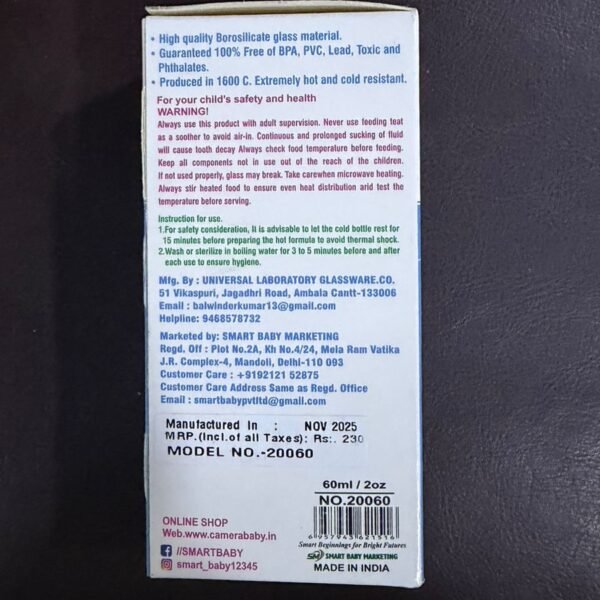 • High quality Borosilicate glass material.
• Guaranteed 100% Free of BPA, PVC, Lead, Toxic and
Phthalates.
• Produced in 1600 C. Extremely hot and cold resistant.
For your child's safety and health
WARNING!
Always use this product with adult supervision. Never use feeding teat
as a soother to avoid air-in. Continuous and prolonged sucking of fluid
will cause tooth decay Always check food temperature before feeding.
Keep all components not in use out of the reach of the children.
If not used properly, glass may break. Take carewhen microwave healing.
Always stir heated food to ensure even heat distribution arid test the
temperature before serving.
Instruction for use.
1.For safety consideration, It is advisable to let the cold bottle rest for
15 minutes before preparing the hot formula to avoid thermal shock.
2.Wash or sterilize in boiling water for 3 to 5 minutes before and after
each use to ensure hygiene.
Mfg. By : UNIVERSAL LABORATORY GLASSWARE.CO.
51 Vikaspuri, Jagadhri Road, Ambala Cantt-133006
Email : balwinderkumar13@gmail.com
Helpline: 9468578732
Marketed by: SMART BABY MARKETING
Regd. Off : Plot No.2A, Kh No.4/24, Mela Ram Vatika
J.R. Complex-4, Mandoli, Delhi-110 093
Customer Care : +9192121 52875
Customer Care Address Same as Regd. Office
Email : smartbabypvtltd@gmail.com
Manufactured In : NOV 2025
MRP.(Incl.of all Taxes): Rs:. 230
MODEL NO.-20060
60ml / 2oz
NO.20060
6 957943 621516
ONLINE SHOP
Web.www.camerababy.in
//SMARTBABY
smart_baby12345
Smart Beginnings for Bright Futures
SM SMART BABY MARKETING
MADE IN INDIA